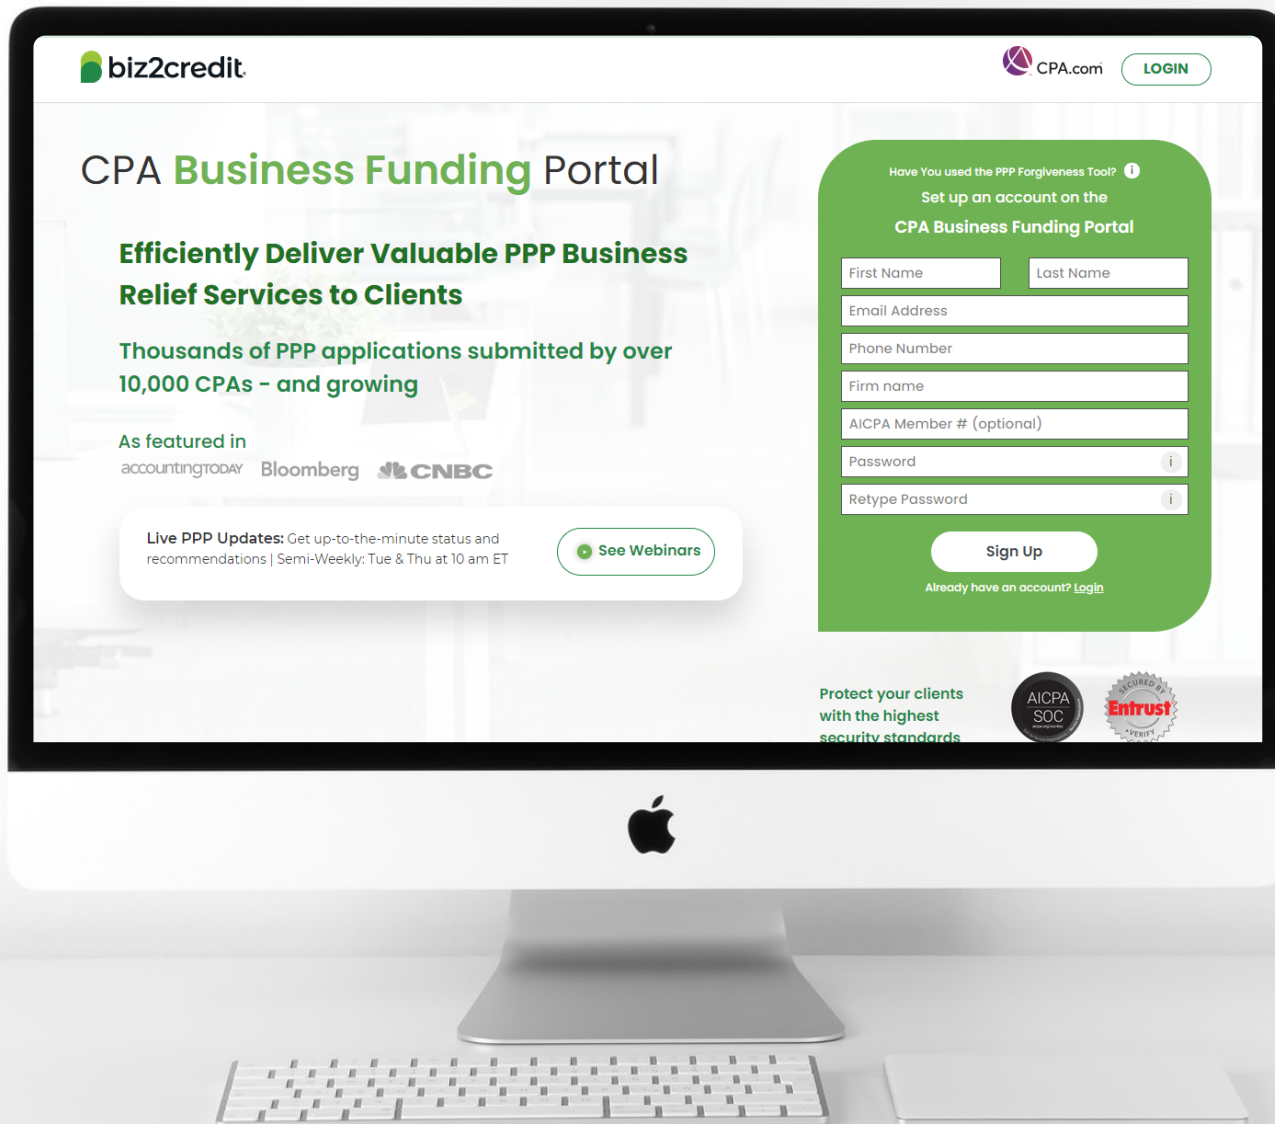 biz2credit
CPA.com
LOGIN
CPA Business Funding Portal
Efficiently Deliver Valuable PPP Business
Relief Services to Clients
Thousands of PPP applications submitted by over
10,000 CPAs - and growing
As featured in
accountingTODAY Bloomberg CNBC
Live PPP Updates: Get up-to-the-minute status and
recommendations | Semi-Weekly: Tue & Thu at 10 am ET
See Webinars
Have You used the PPP Forgiveness Tool? i
Set up an account on the
CPA Business Funding Portal
First Name
Last Name
Email Address
Phone Number
Firm name
AICPA Member # (optional)
Password i
Retype Password i
Sign Up
Already have an account? Login
Protect your clients
with the highest
security standards
AICPA
SOC
SECURED BY
Entrust
VERIFY